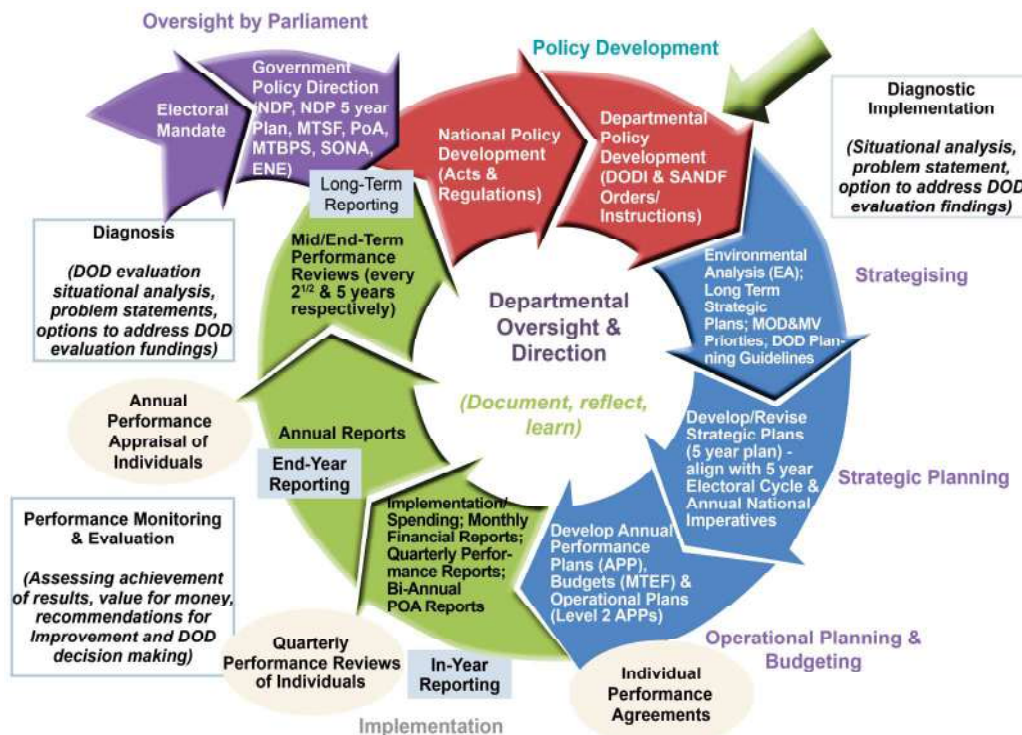 Oversight by Parliament
Electoral
Mandate
Government
Policy Direction
(NDP, NDP 5 year
Plan, MTSF, PoA,
MTBPS, SONA,
ENE)
Policy Development
National Policy
Development
(Acts &
Regulations)
Departmental
Policy
Development
(DODI & SANDF
Orders/
Instructions)
Diagnostic
Implementation
(Situational analysis,
problem statement,
option to address DOD
evaluation findings)
Environmental
Analysis (EA);
Long Term
Strategic
Plans; MOD&MV
Priorties; DOD Plan-
ning Guidelines
Strategising
Develop/Revise
Strategic Plans
(5 year plan) -
align with 5 year
Electoral Cycle &
Annual National
Imperatives
Strategic Planning
Develop Annual
Performance
Plans (APP),
Budgets (MTEF) &
Operational Plans
(Level 2 APPs)
Operational Planning &
Budgeting
Individual
Performance
Agreements
Implementation/
Spending; Monthly
Financial Reports;
Quarterly Perfor-
mance Reports;
Bi-Annual
POA Reports
In-Year
Reporting
Implementation
Quarterly
Performance Reviews
of Individuals
Performance Monitoring
& Evaluation
(Assessing achievement
of results, value for money,
recommendations for
Improvement and DOD
decision making)
Annual Reports
End-Year
Reporting
Annual
Performance
Appraisal of
Individuals
Diagnosis
(DOD evaluation
situational analysis,
problem statements,
options to address DOD
evaluation fundings)
Mid/End-Term
Performance
Reviews (every
21/2 & 5 years
respectively)
Long-Term
Reporting
Departmental
Oversight &
Direction
(Document, reflect,
learn)